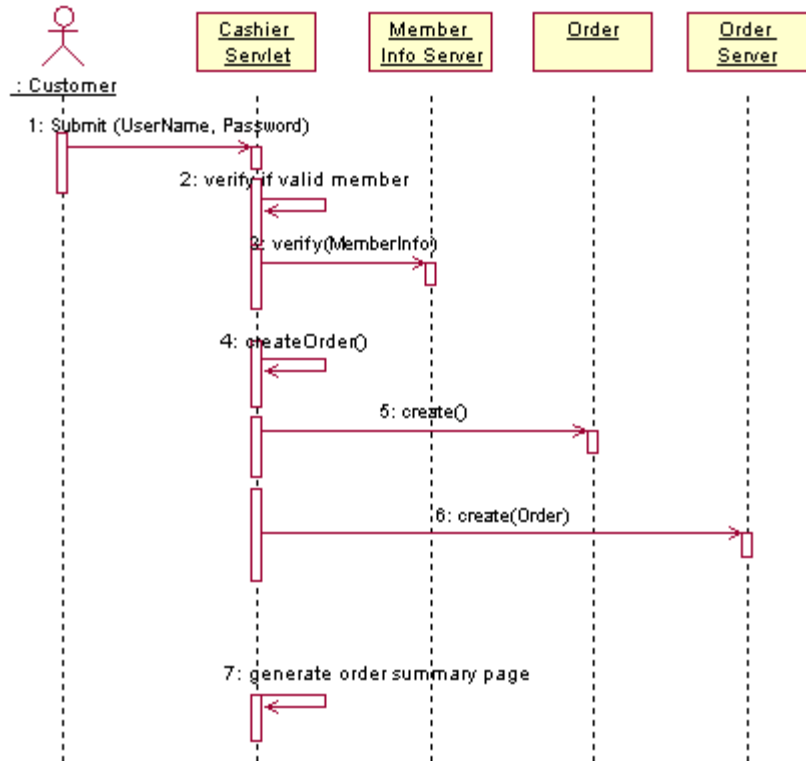 Cashier
Servlet
Member
Info Server
Order
Order
Server
: Customer
1: Submit (UserName, Password)
2: verify if valid member
3: verify(MemberInfo)
4: createOrder()
5: create()
6: create(Order)
7: generate order summary page